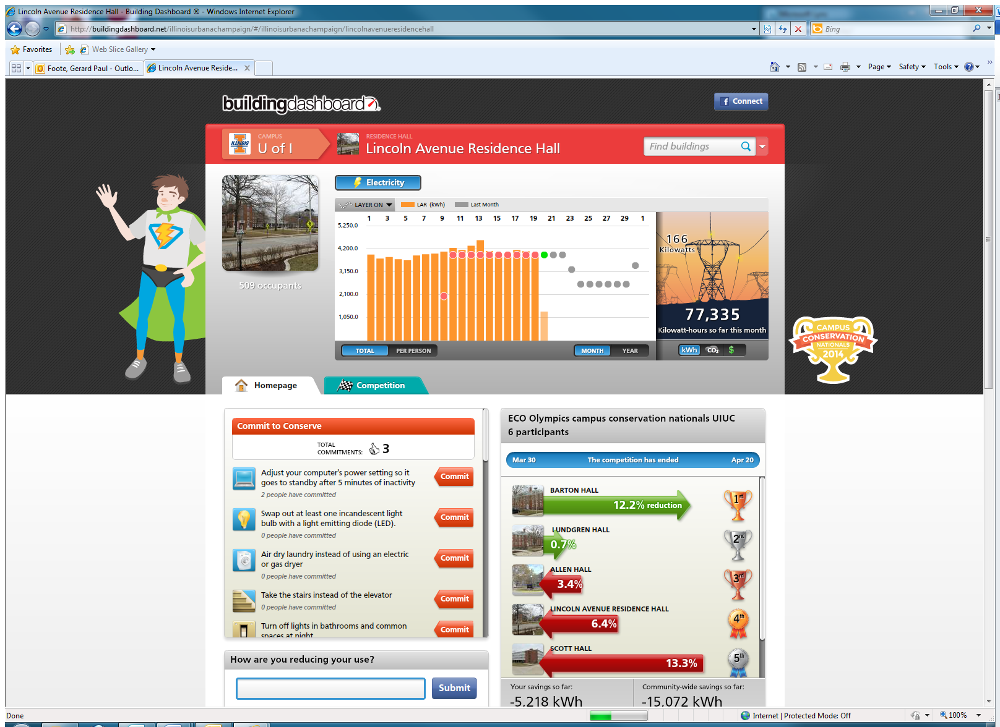 Lincoln Avenue Residence Hall - Building Dashboard ® - Windows Internet Explorer
http://buildingdashboard.net/illinoisurbanachampaign/#/illinoisurbanachampaign/lincolnavenueresidencehall
Bing
Favorites
Web Slice Gallery
Foote, Gerard Paul - Outlo...
Lincoln Avenue Reside...
Page
Safety
Tools
buildingdashboard
f Connect
ILLINOIS
CAMPUS
U of I
RESIDENCE HALL
Lincoln Avenue Residence Hall
Find buildings
509 occupants
Electricity
LAYER ON
LAR (kWh)
Last Month
1 3 5 7 9 11 13 15 17 19 21 23 25 27 29 1
5,250.0
4,200.0
3,150.0
2,100.0
1,050.0
166
Kilowatts
77,335
Kilowatt-hours so far this month
TOTAL
PER PERSON
MONTH
YEAR
kWh
CO2
$
CAMPUS
CONSERVATION
NATIONALS
2014
Homepage
Competition
Commit to Conserve
TOTAL
COMMITMENTS: 3
Adjust your computer's power setting so it
goes to standby after 5 minutes of inactivity
2 people have committed
Commit
Swap out at least one incandescent light
bulb with a light emitting diode (LED).
0 people have committed
Commit
Air dry laundry instead of using an electric
or gas dryer
0 people have committed
Commit
Take the stairs instead of the elevator
0 people have committed
Commit
Turn off lights in bathrooms and common
spaces at night
Commit
How are you reducing your use?
Submit
ECO Olympics campus conservation nationals UIUC
6 participants
Mar 30
The competition has ended
Apr 20
BARTON HALL
12.2% reduction
1st
LUNDGREN HALL
0.7%
2nd
ALLEN HALL
3.4%
3rd
LINCOLN AVENUE RESIDENCE HALL
6.4%
4th
SCOTT HALL
13.3%
5th
Your savings so far:
-5,218 kWh
Community-wide savings so far:
-15,072 kWh
Done
Internet | Protected Mode: Off
100%